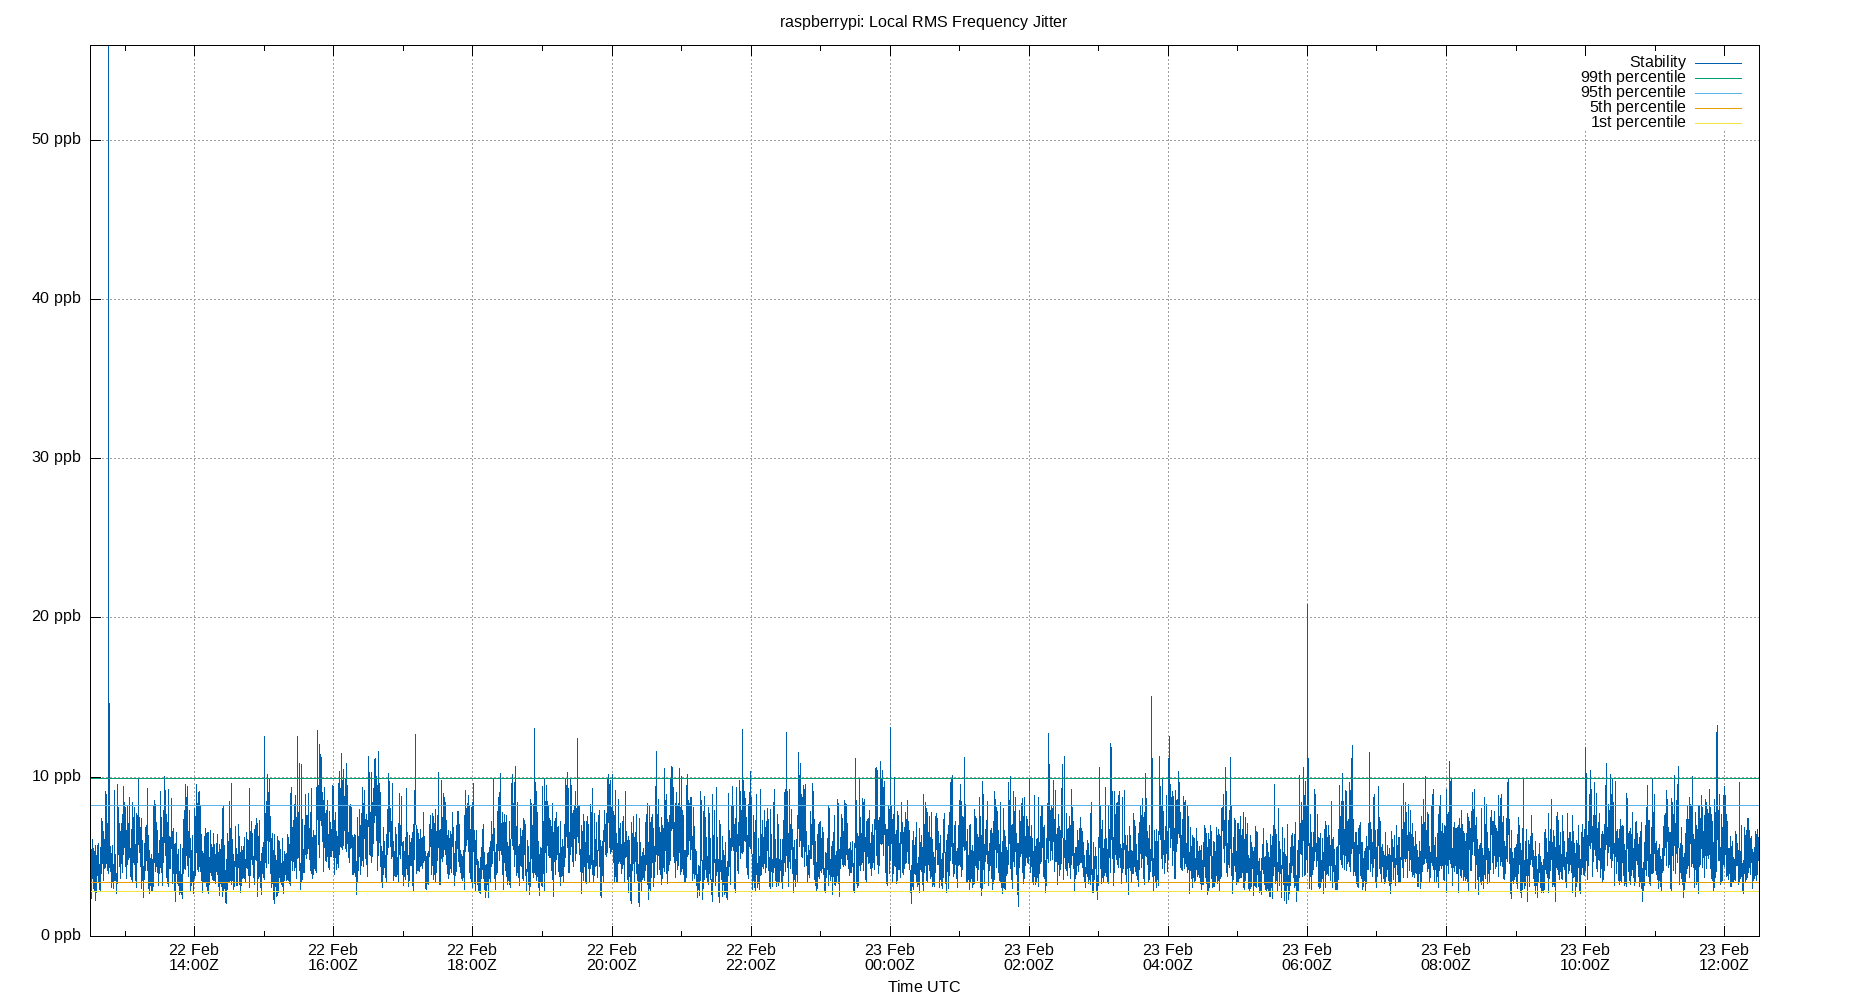 raspberrypi: Local RMS Frequency Jitter
Stability
99th percentile
95th percentile
5th percentile
1st percentile
50 ppb
40 ppb
30 ppb
20 ppb
10 ppb
0 ppb
22 Feb 22 Feb 22 Feb 22 Feb 22 Feb 23 Feb 23 Feb 23 Feb 23 Feb 23 Feb 23 Feb 23 Feb
14:00Z 16:00Z 18:00Z 20:00Z 22:00Z 00:00Z 02:00Z 04:00Z 06:00Z 08:00Z 10:00Z 12:00Z
Time UTC